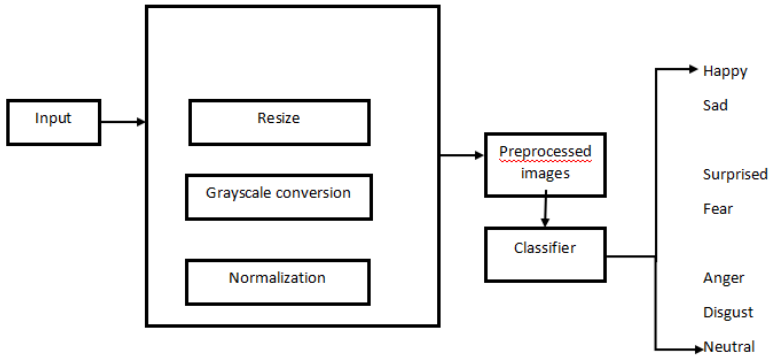 Input
Resize
Grayscale conversion
Normalization
Preprocessed
images
Classifier
Happy
Sad
Surprised
Fear
Anger
Disgust
Neutral